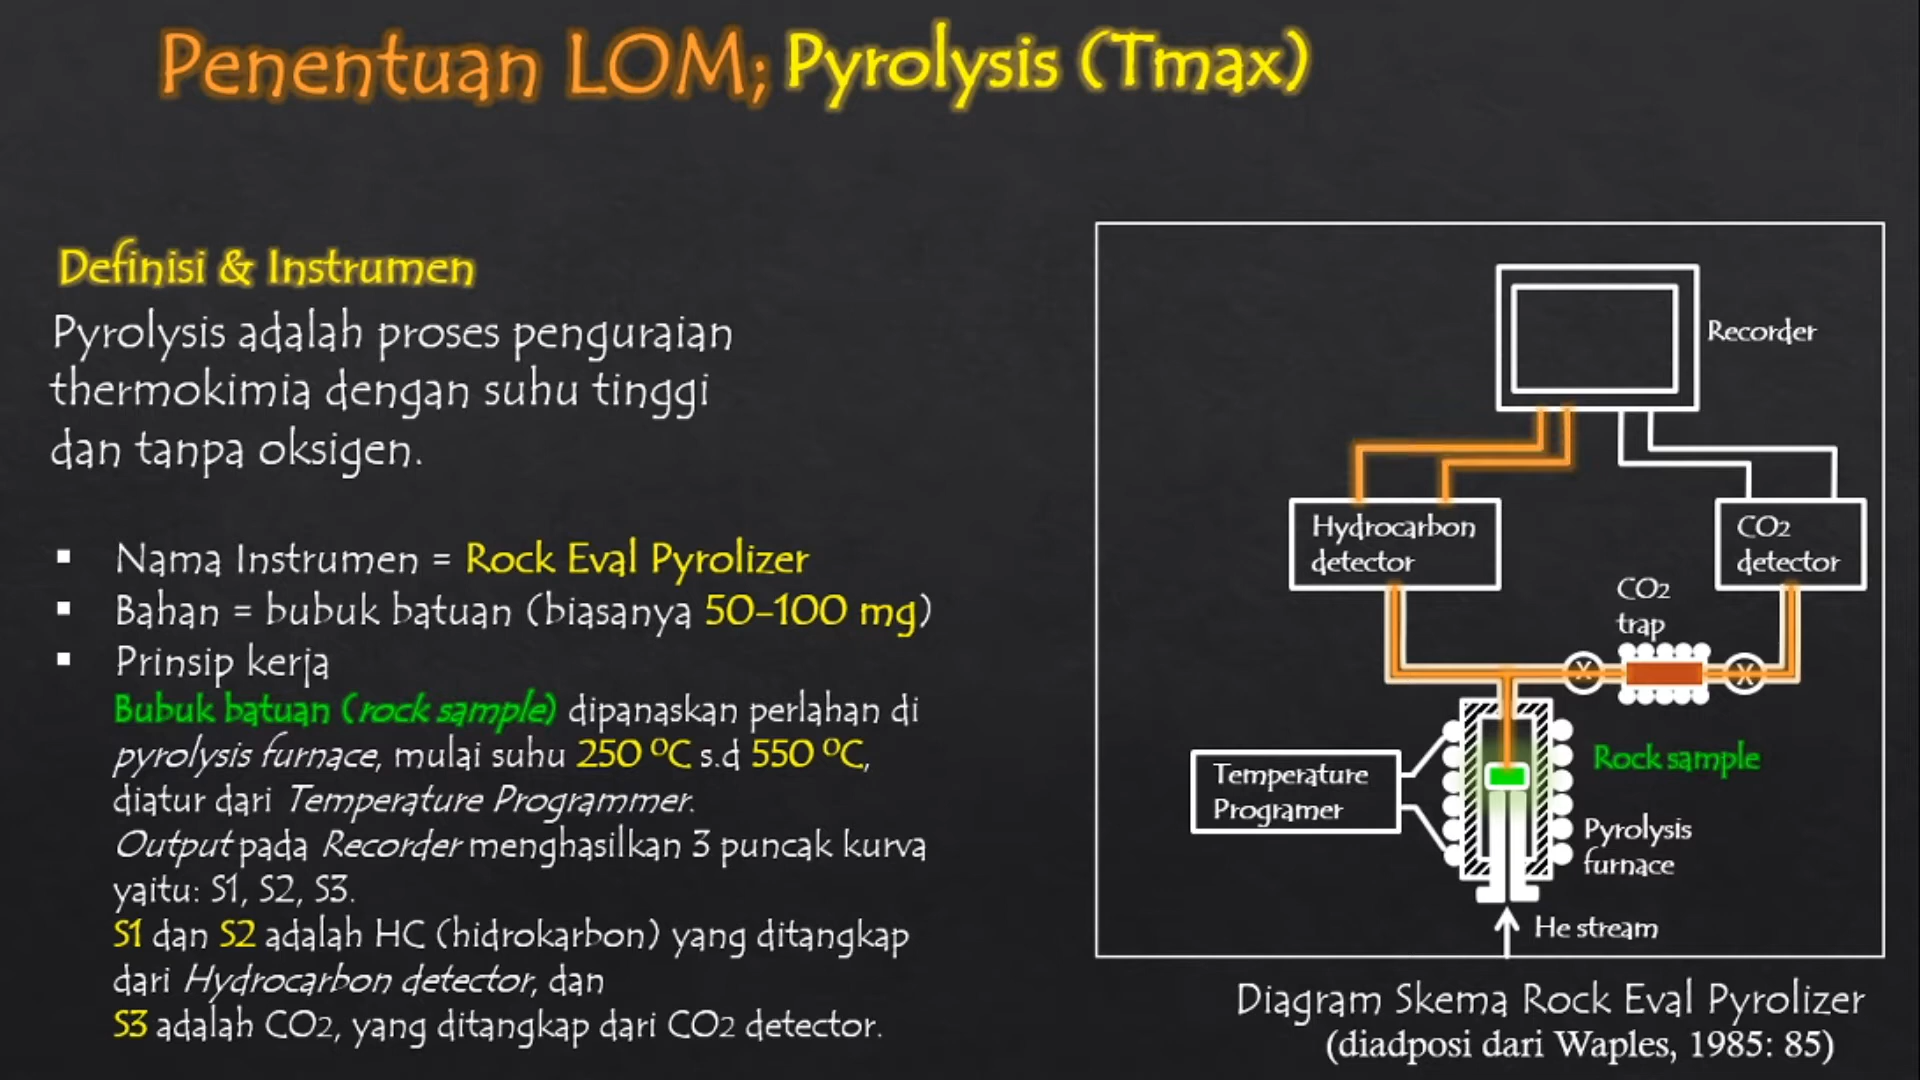 Penentuan LOM; Pyrolysis (Tmax)
Definisi & Instrumen
Pyrolysis adalah proses penguraian
thermokimia dengan suhu tinggi
dan tanpa oksigen.
▪ Nama Instrumen = Rock Eval Pyrolizer
▪ Bahan = bubuk batuan (biasanya 50-100 mg)
▪ Prinsip kerja
Bubuk batuan (rock sample) dipanaskan perlahan di
pyrolysis furnace, mulai suhu 250 ⁰C s.d 550 ⁰C,
diatur dari Temperature Programmer.
Output pada Recorder menghasilkan 3 puncak kurva
yaitu: S1, S2, S3.
S1 dan S2 adalah HC (hidrokarbon) yang ditangkap
dari Hydrocarbon detector, dan
S3 adalah CO2, yang ditangkap dari CO2 detector.
Recorder
Hydrocarbon
detector
CO2
detector
CO2
trap
X
X
Rock sample
Temperature
Programer
Pyrolysis
furnace
He stream
Diagram Skema Rock Eval Pyrolizer
(diadposi dari Waples, 1985: 85)